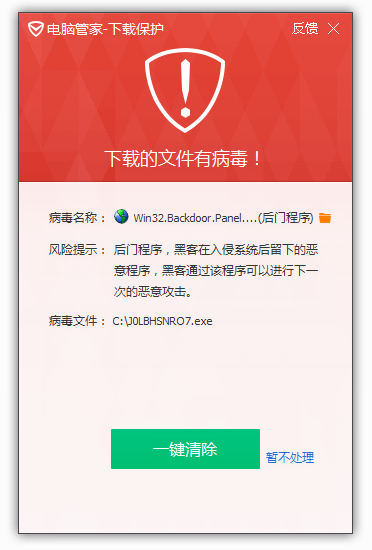 电脑管家-下载保护 反馈
下载的文件有病毒！
病毒名称： Win32.Backdoor.Panel....(后门程序)
风险提示： 后门程序，黑客在入侵系统后留下的恶
意程序，黑客通过该程序可以进行下一
次的恶意攻击。
病毒文件： C:\J0LBHSNRO7.exe
一键清除 暂不处理